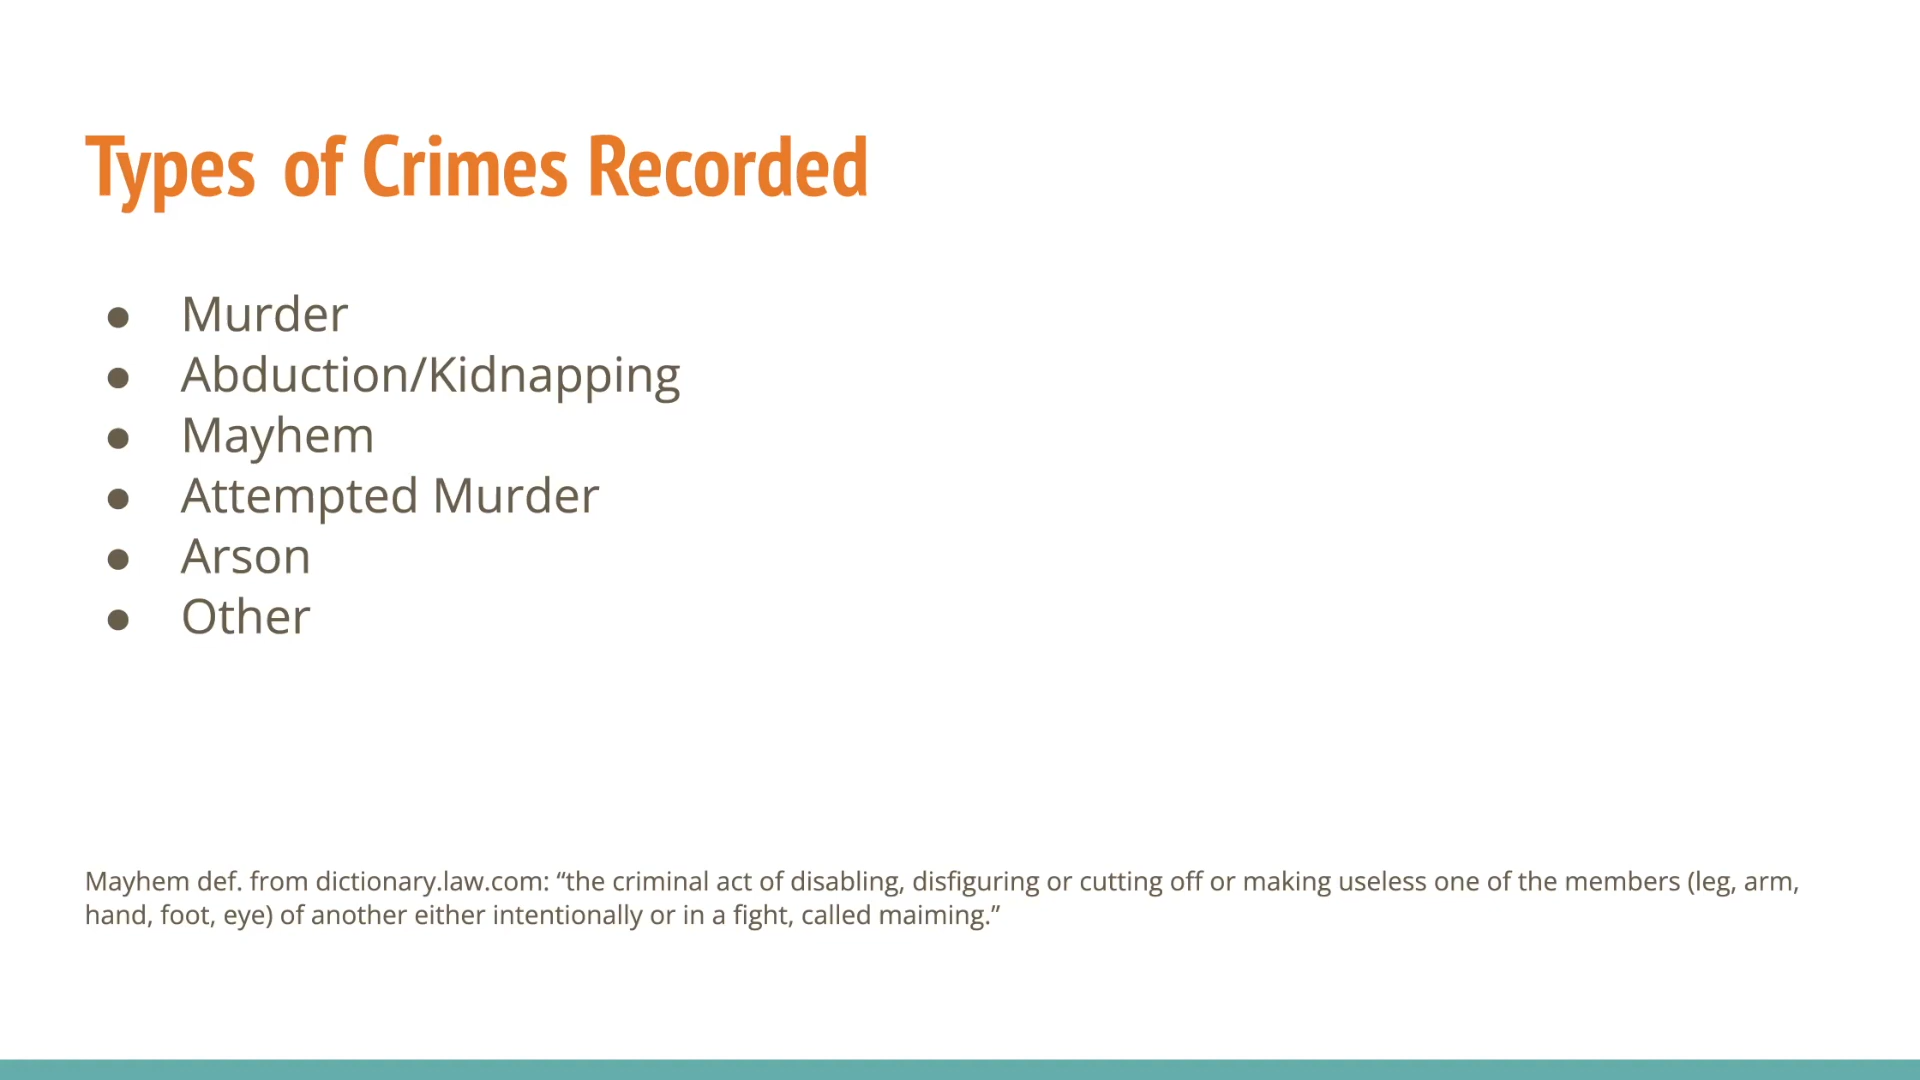 Types of Crimes Recorded
● Murder
● Abduction/Kidnapping
● Mayhem
● Attempted Murder
● Arson
● Other
Mayhem def. from dictionary.law.com: “the criminal act of disabling, disfiguring or cutting off or making useless one of the members (leg, arm,
hand, foot, eye) of another either intentionally or in a fight, called maiming.”